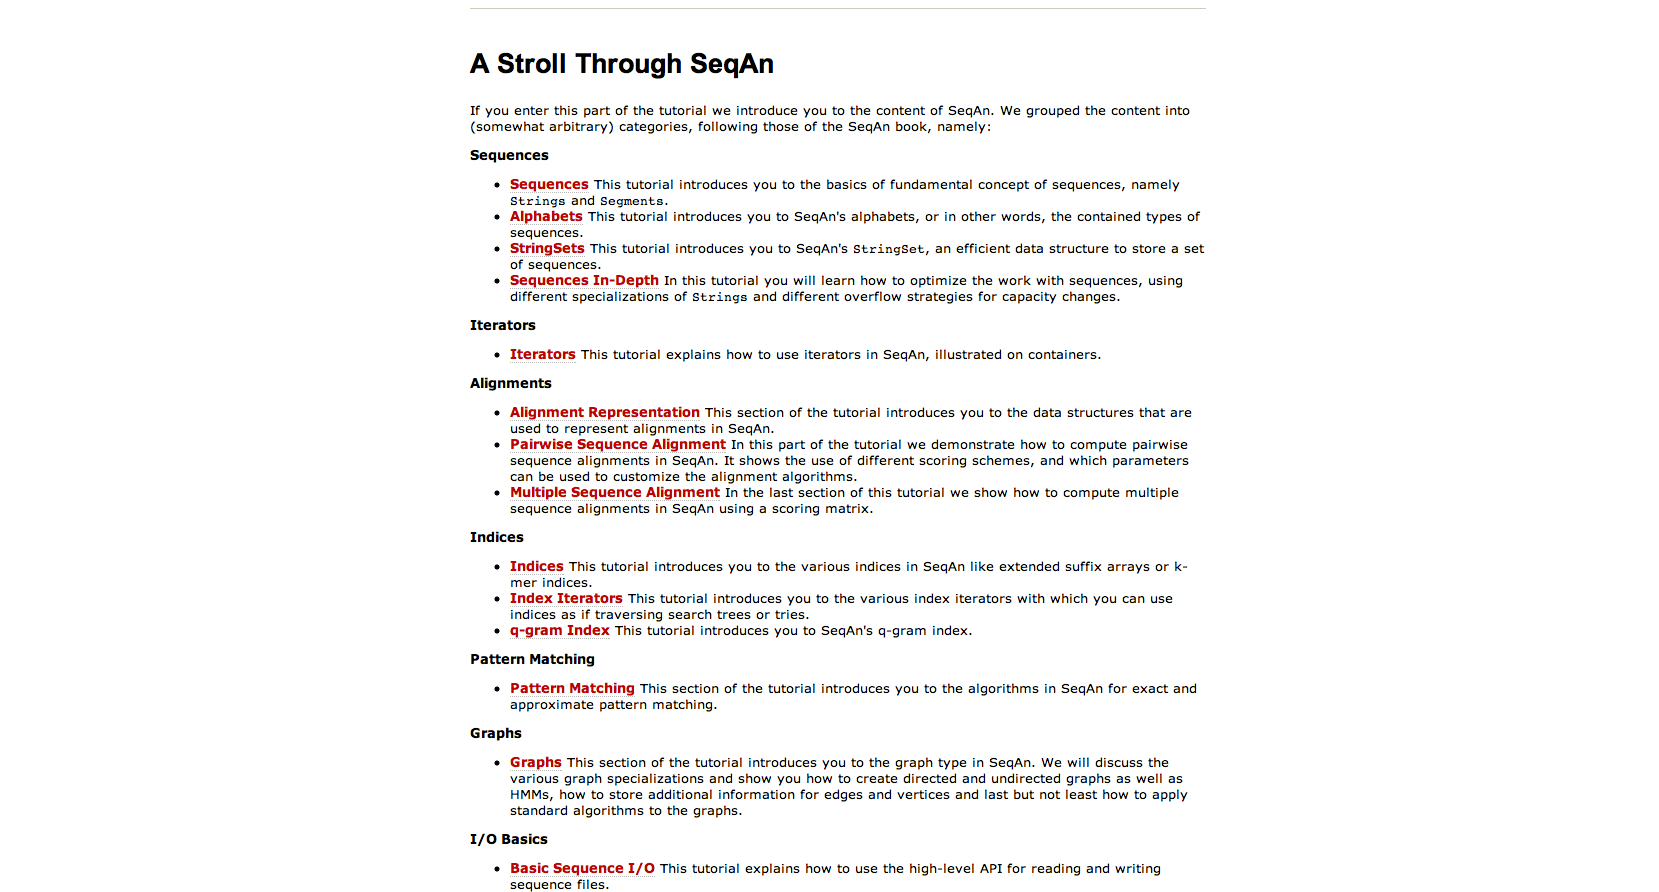 A Stroll Through SeqAn
If you enter this part of the tutorial we introduce you to the content of SeqAn. We grouped the content into
(somewhat arbitrary) categories, following those of the SeqAn book, namely:
Sequences
• Sequences This tutorial introduces you to the basics of fundamental concept of sequences, namely
Strings and Segments.
• Alphabets This tutorial introduces you to SeqAn's alphabets, or in other words, the contained types of
sequences.
• StringSets This tutorial introduces you to SeqAn's StringSet, an efficient data structure to store a set
of sequences.
• Sequences In-Depth In this tutorial you will learn how to optimize the work with sequences, using
different specializations of Strings and different overflow strategies for capacity changes.
Iterators
• Iterators This tutorial explains how to use iterators in SeqAn, illustrated on containers.
Alignments
• Alignment Representation This section of the tutorial introduces you to the data structures that are
used to represent alignments in SeqAn.
• Pairwise Sequence Alignment In this part of the tutorial we demonstrate how to compute pairwise
sequence alignments in SeqAn. It shows the use of different scoring schemes, and which parameters
can be used to customize the alignment algorithms.
• Multiple Sequence Alignment In the last section of this tutorial we show how to compute multiple
sequence alignments in SeqAn using a scoring matrix.
Indices
• Indices This tutorial introduces you to the various indices in SeqAn like extended suffix arrays or k-
mer indices.
• Index Iterators This tutorial introduces you to the various index iterators with which you can use
indices as if traversing search trees or tries.
• q-gram Index This tutorial introduces you to SeqAn's q-gram index.
Pattern Matching
• Pattern Matching This section of the tutorial introduces you to the algorithms in SeqAn for exact and
approximate pattern matching.
Graphs
• Graphs This section of the tutorial introduces you to the graph type in SeqAn. We will discuss the
various graph specializations and show you how to create directed and undirected graphs as well as
HMMs, how to store additional information for edges and vertices and last but not least how to apply
standard algorithms to the graphs.
I/O Basics
• Basic Sequence I/O This tutorial explains how to use the high-level API for reading and writing
sequence files.